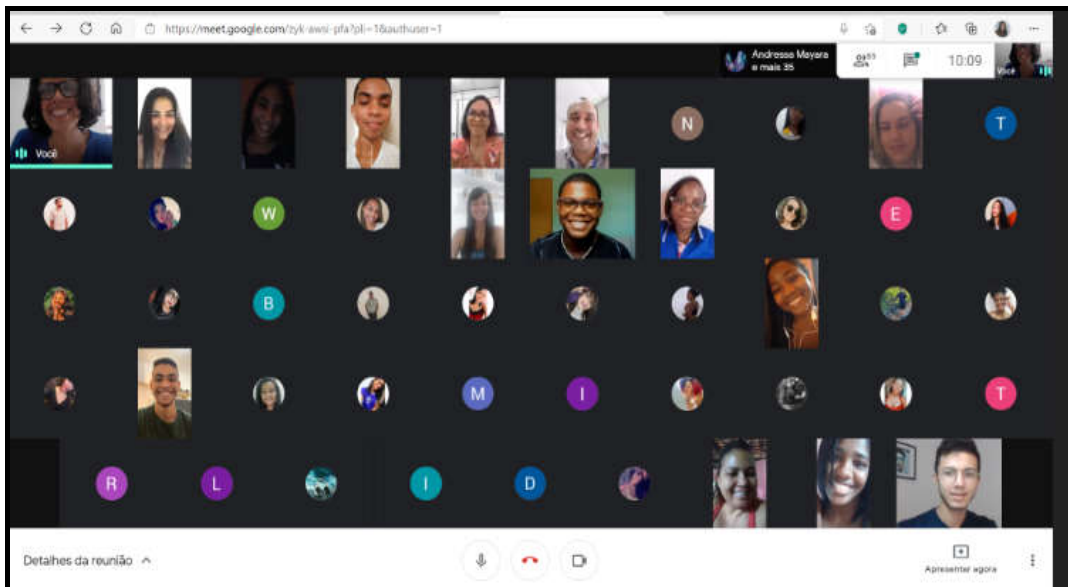 https://meet.google.com/zyk-awsi-pfa?pli=1&authuser=1
Andressa Mayara
e mais 35
10:09
Você
Você
N
T
W
E
B
M
I
T
R
L
I
D
Detalhes da reunião
Apresentar agora